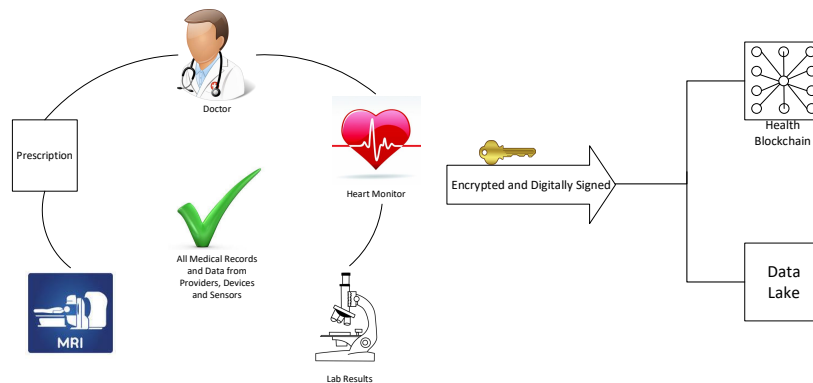 Doctor
Prescription
Heart Monitor
All Medical Records
and Data from
Providers, Devices
and Sensors
MRI
Lab Results
Encrypted and Digitally Signed
Health
Blockchain
Data
Lake